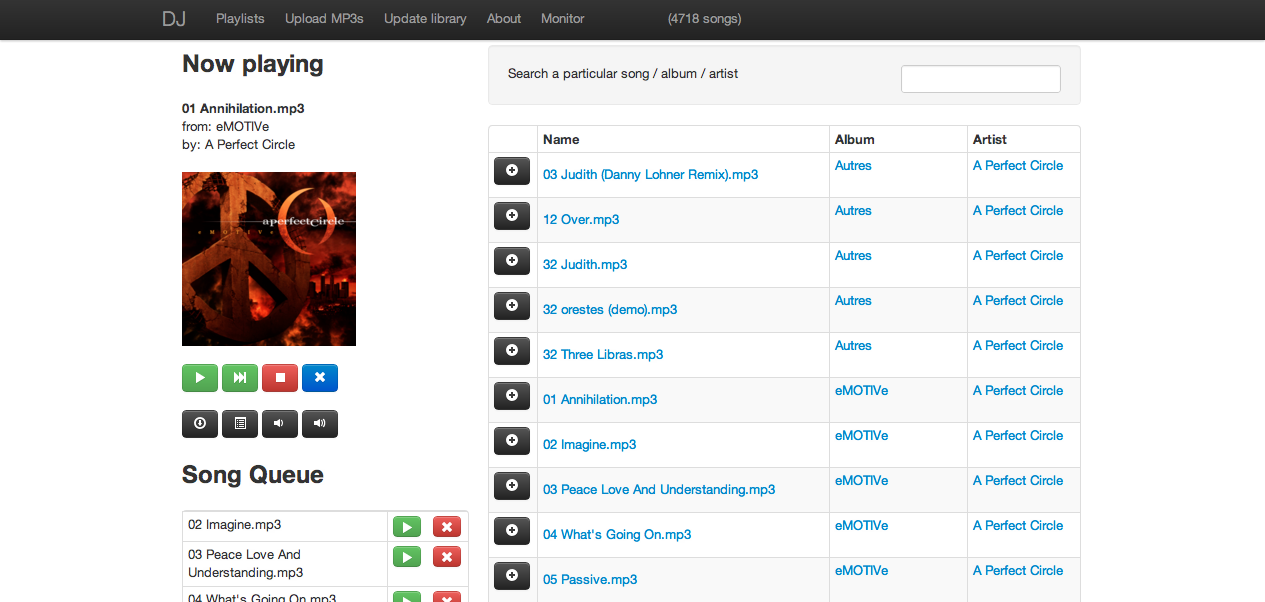 DJ Playlists Upload MP3s Update library About Monitor (4718 songs)
Now playing
01 Annihilation.mp3
from: eMOTIVe
by: A Perfect Circle
aperfectcircle
eMOTIVe
Song Queue
02 Imagine.mp3
03 Peace Love And
Understanding.mp3
04 What's Going On.mp3
Search a particular song / album / artist
Name Album Artist
03 Judith (Danny Lohner Remix).mp3 Autres A Perfect Circle
12 Over.mp3 Autres A Perfect Circle
32 Judith.mp3 Autres A Perfect Circle
32 orestes (demo).mp3 Autres A Perfect Circle
32 Three Libras.mp3 Autres A Perfect Circle
01 Annihilation.mp3 eMOTIVe A Perfect Circle
02 Imagine.mp3 eMOTIVe A Perfect Circle
03 Peace Love And Understanding.mp3 eMOTIVe A Perfect Circle
04 What's Going On.mp3 eMOTIVe A Perfect Circle
05 Passive.mp3 eMOTIVe A Perfect Circle